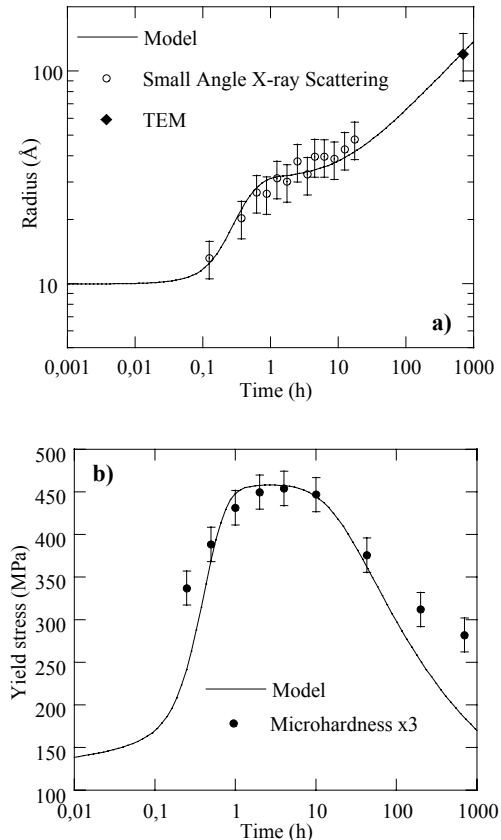 Model
Small Angle X-ray Scattering
TEM
100
10
Radius (Å)
a)
0,001 0,01 0,1 1 10 100 1000
Time (h)
b)
500
450
400
350
300
250
200
150
100
Yield stress (MPa)
Model
Microhardness x3
0,01 0,1 1 10 100 1000
Time (h)